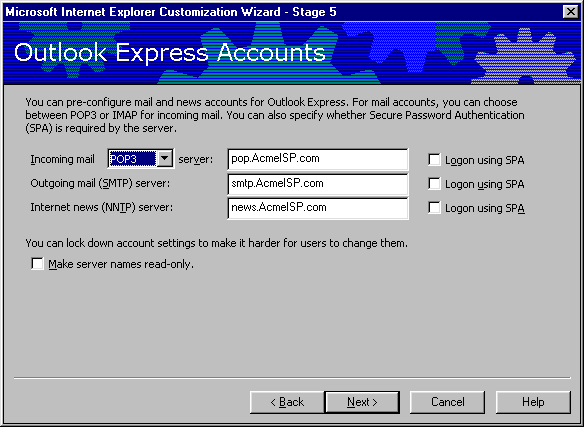 Microsoft Internet Explorer Customization Wizard - Stage 5
Outlook Express Accounts
You can pre-configure mail and news accounts for Outlook Express. For mail accounts, you can choose
between POP3 or IMAP for incoming mail. You can also specify whether Secure Password Authentication
(SPA) is required by the server.
Incoming mail POP3 server: pop.AcmeISP.com Logon using SPA
Outgoing mail (SMTP) server: smtp.AcmeISP.com Logon using SPA
Internet news (NNTP) server: news.AcmeISP.com Logon using SPA
You can lock down account settings to make it harder for users to change them.
Make server names read-only.
< Back Next > Cancel Help